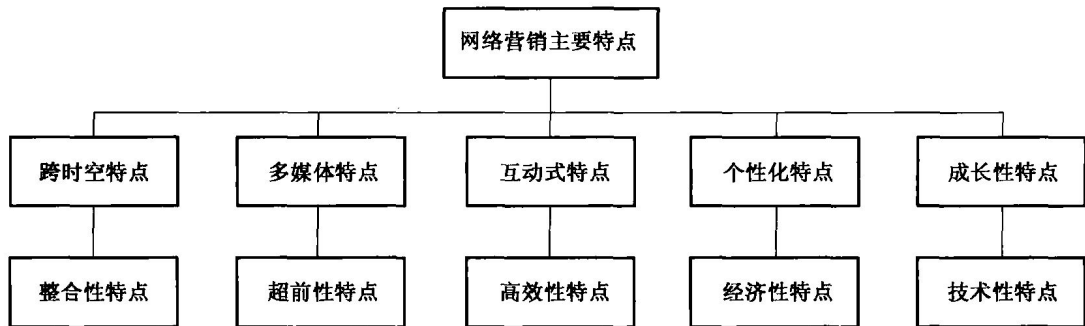 网络营销主要特点
跨时空特点
多媒体特点
互动式特点
个性化特点
成长性特点
整合性特点
超前性特点
高效性特点
经济性特点
技术性特点